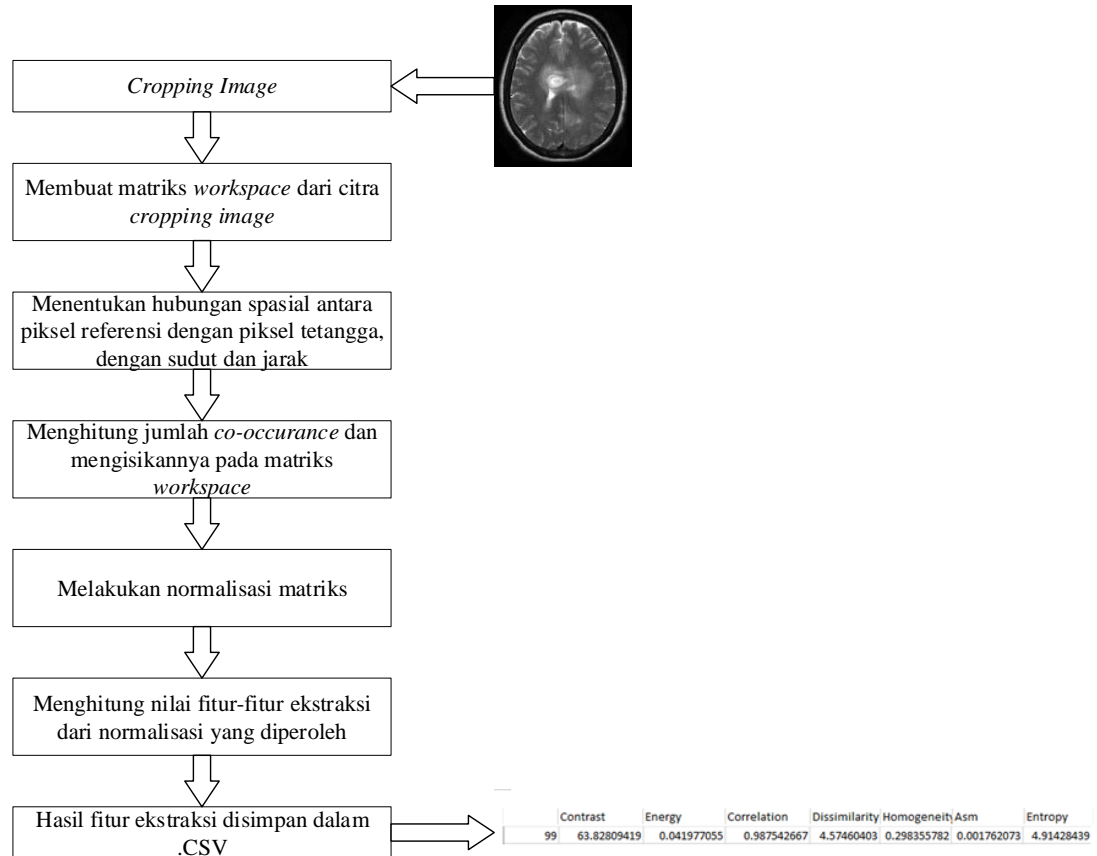 Cropping Image
Membuat matriks workspace dari citra
cropping image
Menentukan hubungan spasial antara
piksel referensi dengan piksel tetangga,
dengan sudut dan jarak
Menghitung jumlah co-occurance dan
mengisikannya pada matriks
workspace
Melakukan normalisasi matriks
Menghitung nilai fitur-fitur ekstraksi
dari normalisasi yang diperoleh
Hasil fitur ekstraksi disimpan dalam
.CSV
Contrast Energy Correlation Dissimilarity Homogeneity Asm Entropy
99 63.82809419 0.041977055 0.987542667 4.57460403 0.298355782 0.001762073 4.91428439